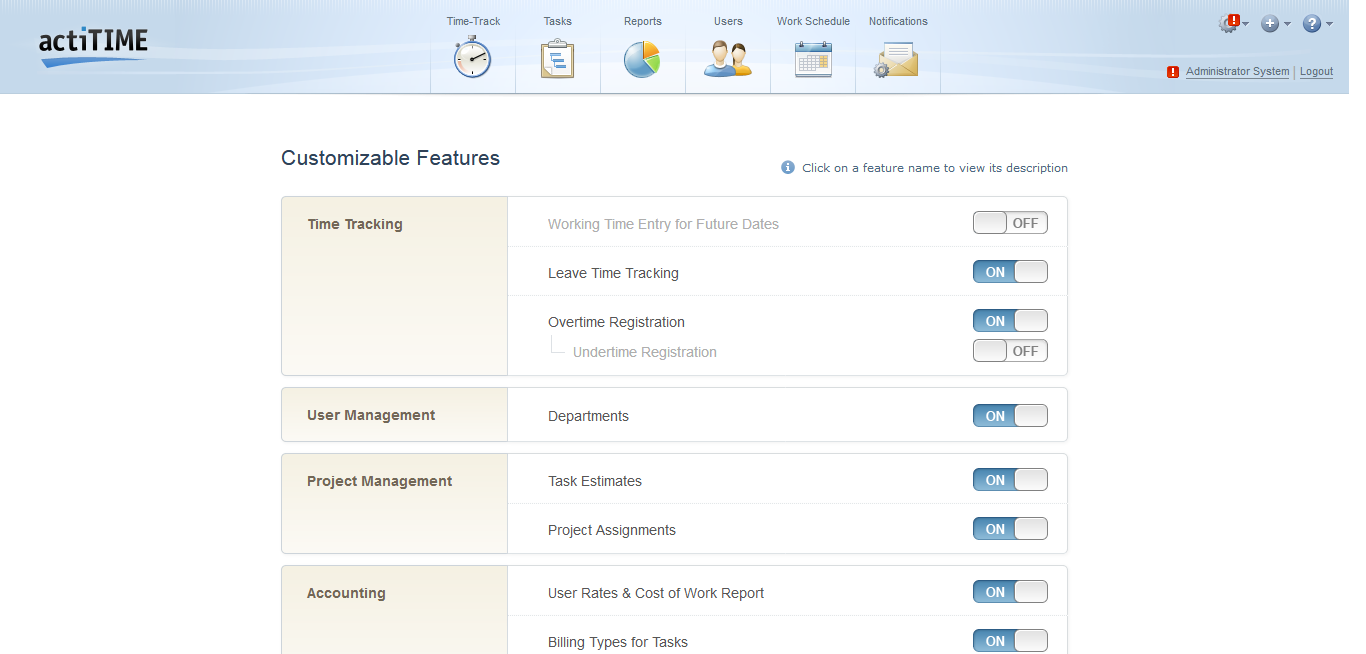 actiTIME
Time-Track Tasks Reports Users Work Schedule Notifications
Administrator System | Logout
Customizable Features
Click on a feature name to view its description
Time Tracking
Working Time Entry for Future Dates OFF
Leave Time Tracking ON
Overtime Registration ON
Undertime Registration OFF
User Management
Departments ON
Project Management
Task Estimates ON
Project Assignments ON
Accounting
User Rates & Cost of Work Report ON
Billing Types for Tasks ON